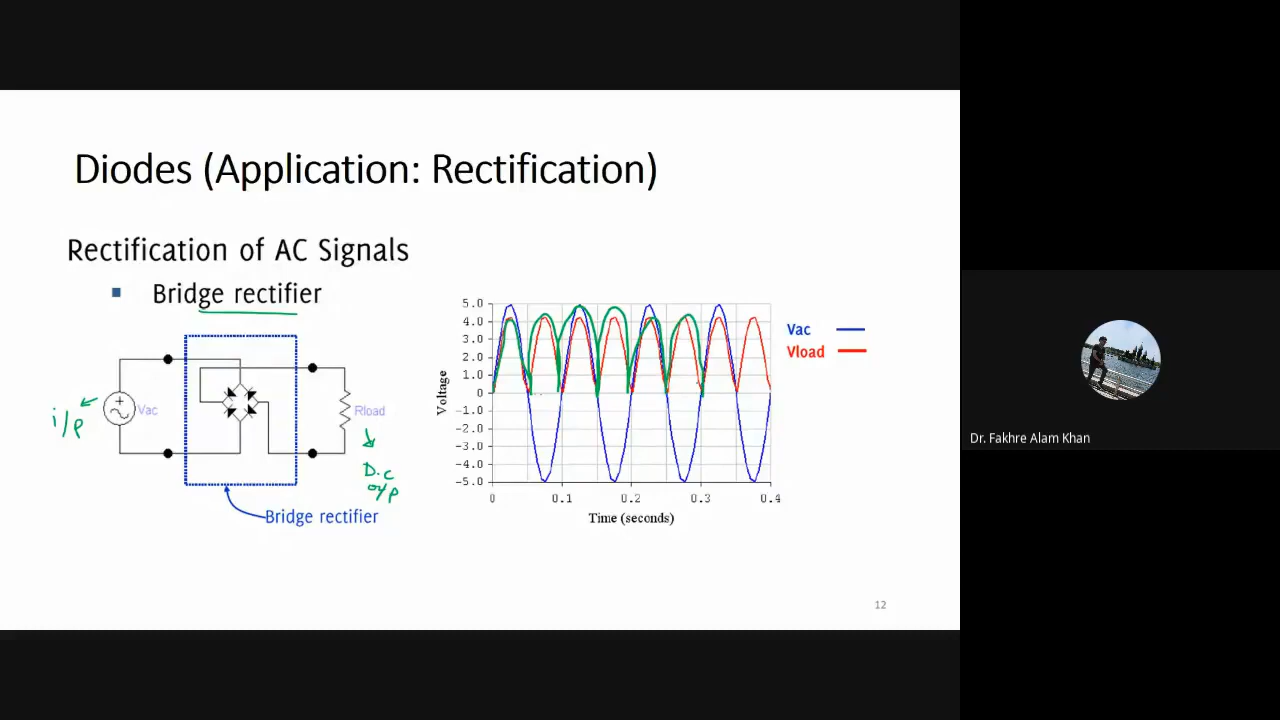 Diodes (Application: Rectification)
Rectification of AC Signals
Bridge rectifier
Vac
i/p
Rload
D.C
o/p
Bridge rectifier
Voltage
5.0
4.0
3.0
2.0
1.0
0
-1.0
-2.0
-3.0
-4.0
-5.0
0 0.1 0.2 0.3 0.4
Time (seconds)
Vac
Vload
12
Dr. Fakhre Alam Khan